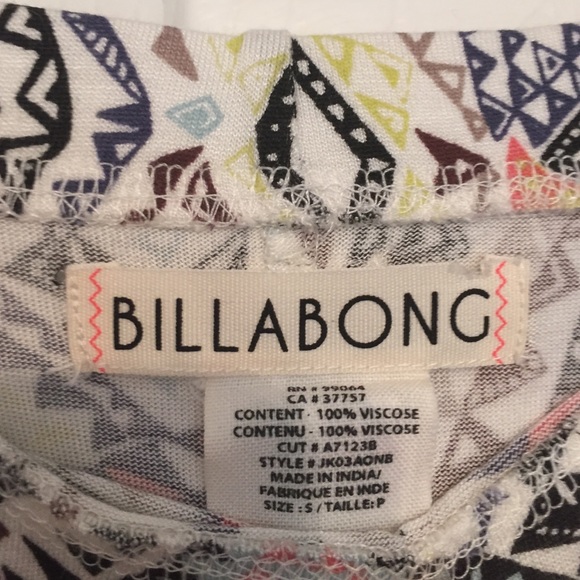 BILLABONG
RN # 99064
CA # 37757
CONTENT - 100% VISCOSE
CONTENU - 100% VISCOSE
CUT # A7123B
STYLE # JK03AONB
MADE IN INDIA/
FABRIQUE EN INDE
SIZE : S / TAILLE: P